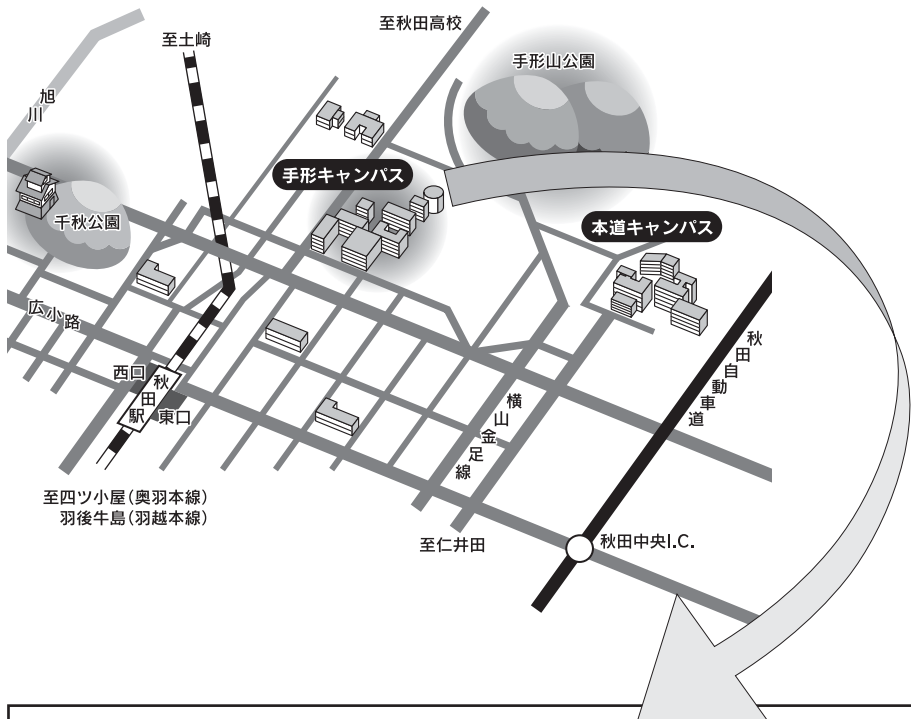 至秋田高校
至土崎
手形山公園
旭川
手形キャンパス
千秋公園
本道キャンパス
広小路
秋田自動車道
西口
秋田駅
東口
横山金足線
至四ツ小屋(奥羽本線)
羽後牛島(羽越本線)
至仁井田
秋田中央I.C.